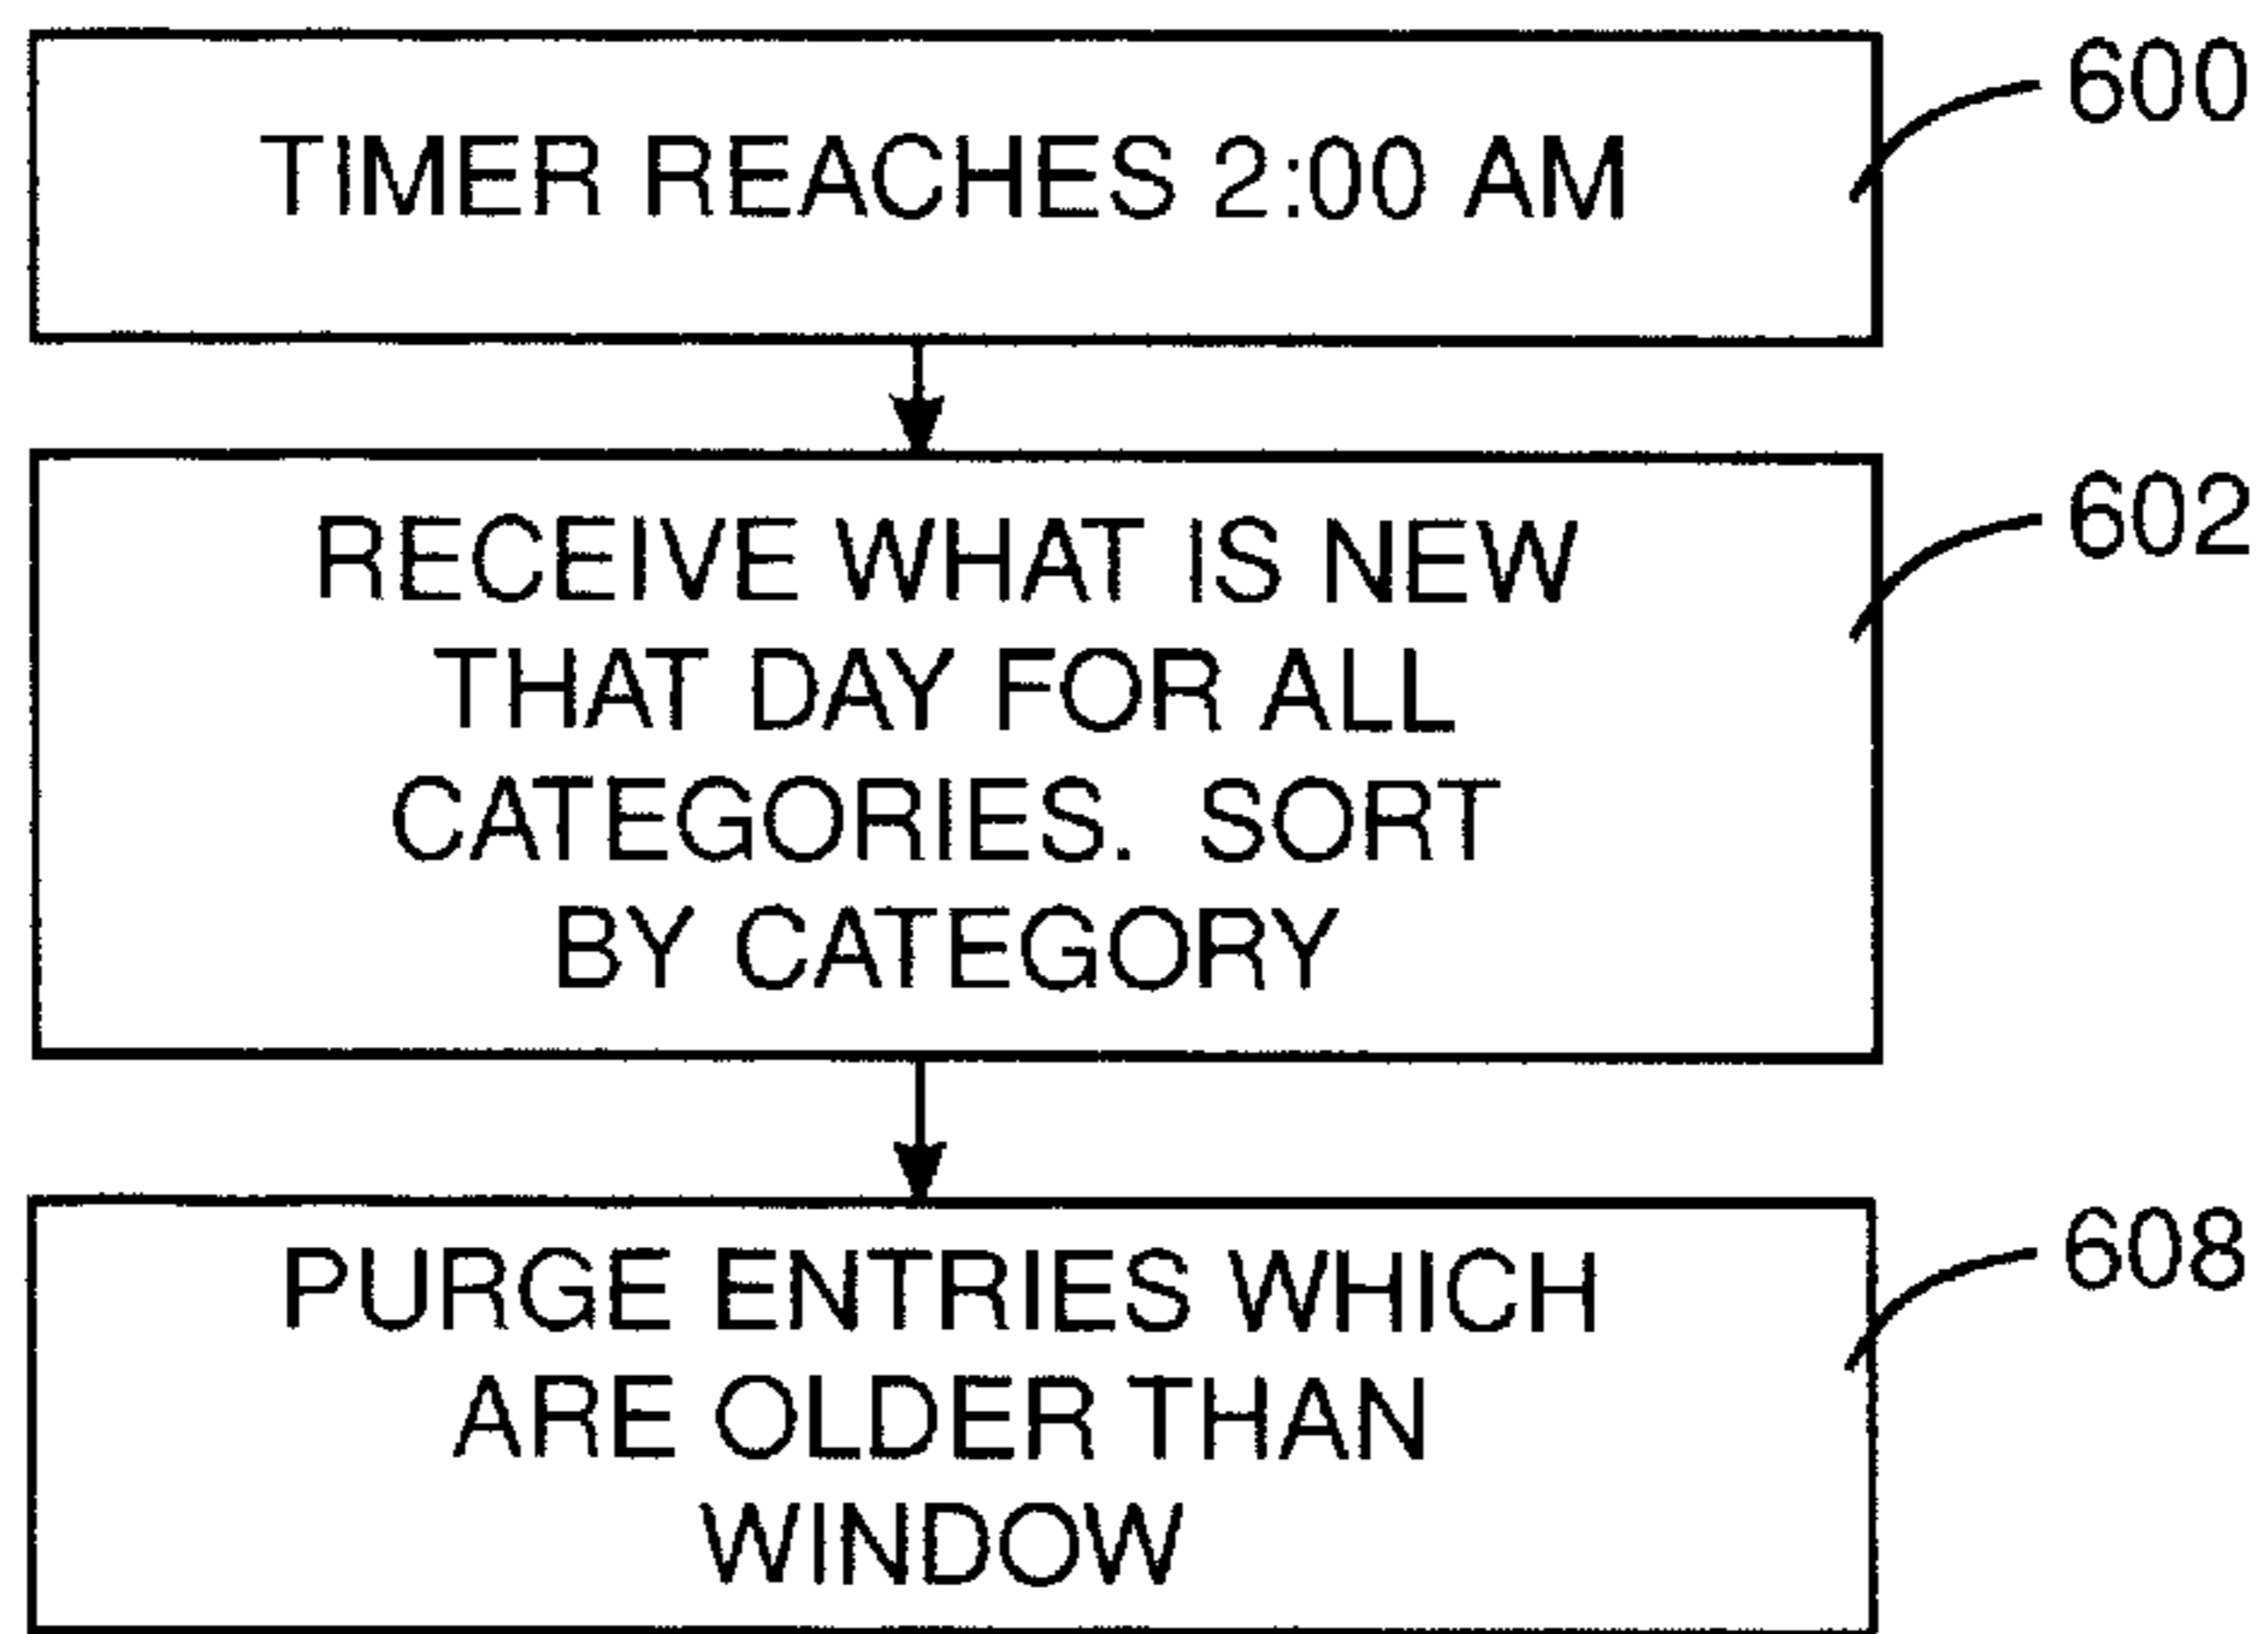 TIMER REACHES 2:00 AM
600
RECEIVE WHAT IS NEW
602
THAT DAY FOR ALL
CATEGORIES. SORT
BY CATEGORY
PURGE ENTRIES WHICH
608
ARE OLDER THAN
WINDOW